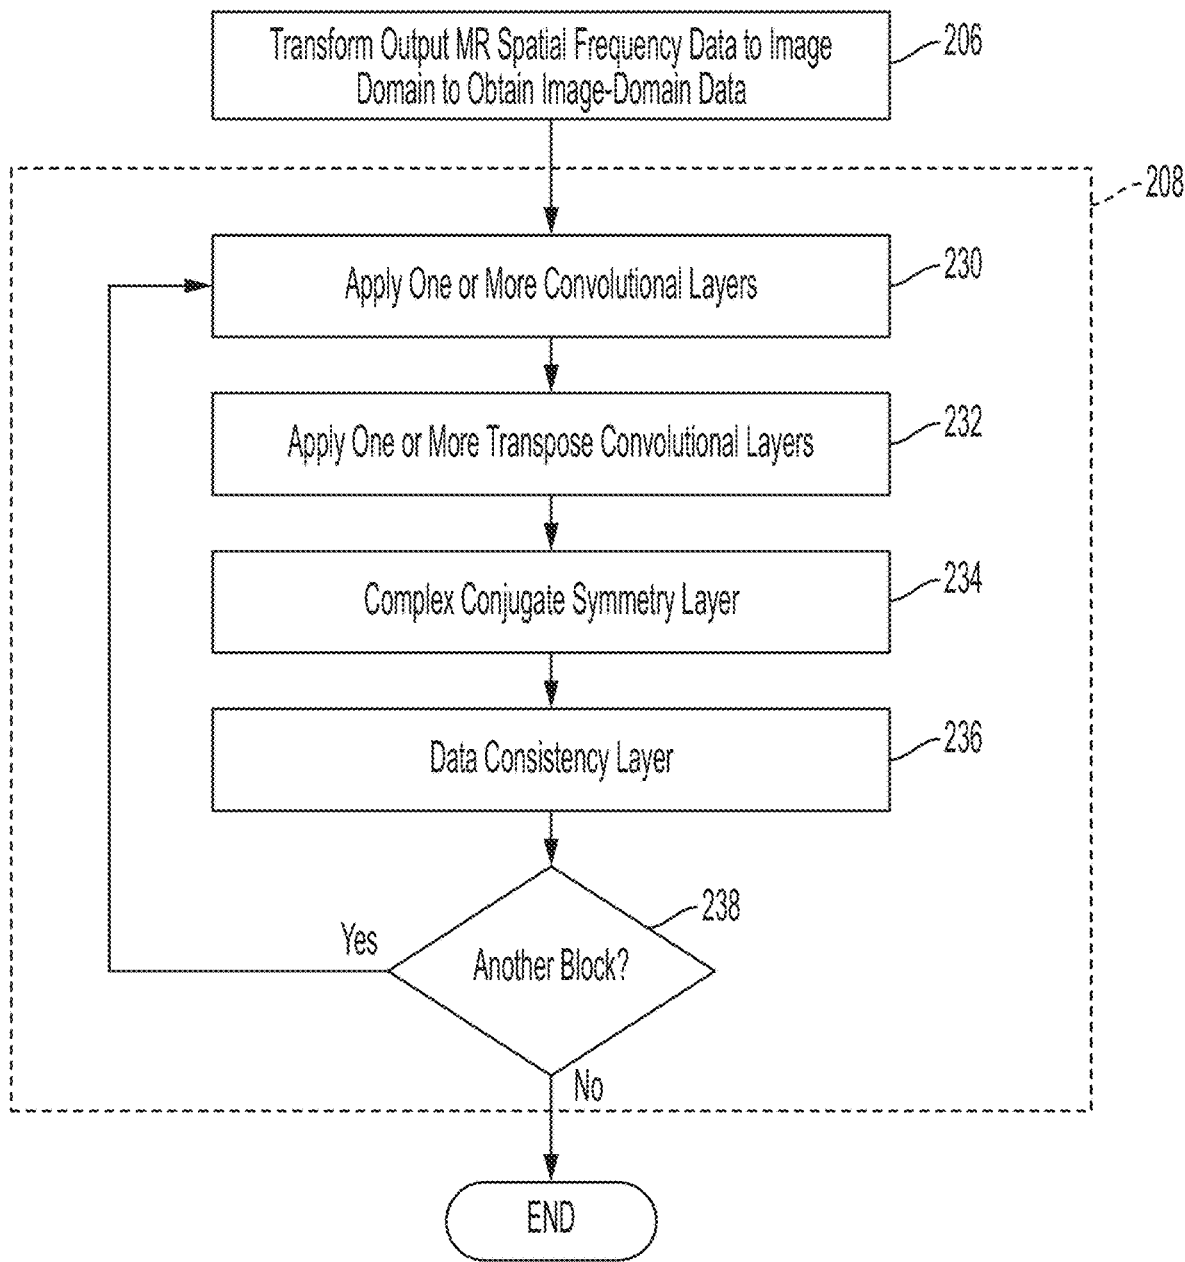 Transform Output MR Spatial Frequency Data to Image
Domain to Obtain Image-Domain Data
206
208
Apply One or More Convolutional Layers
230
Apply One or More Transpose Convolutional Layers
232
Complex Conjugate Symmetry Layer
234
Data Consistency Layer
236
238
Yes
Another Block?
No
END